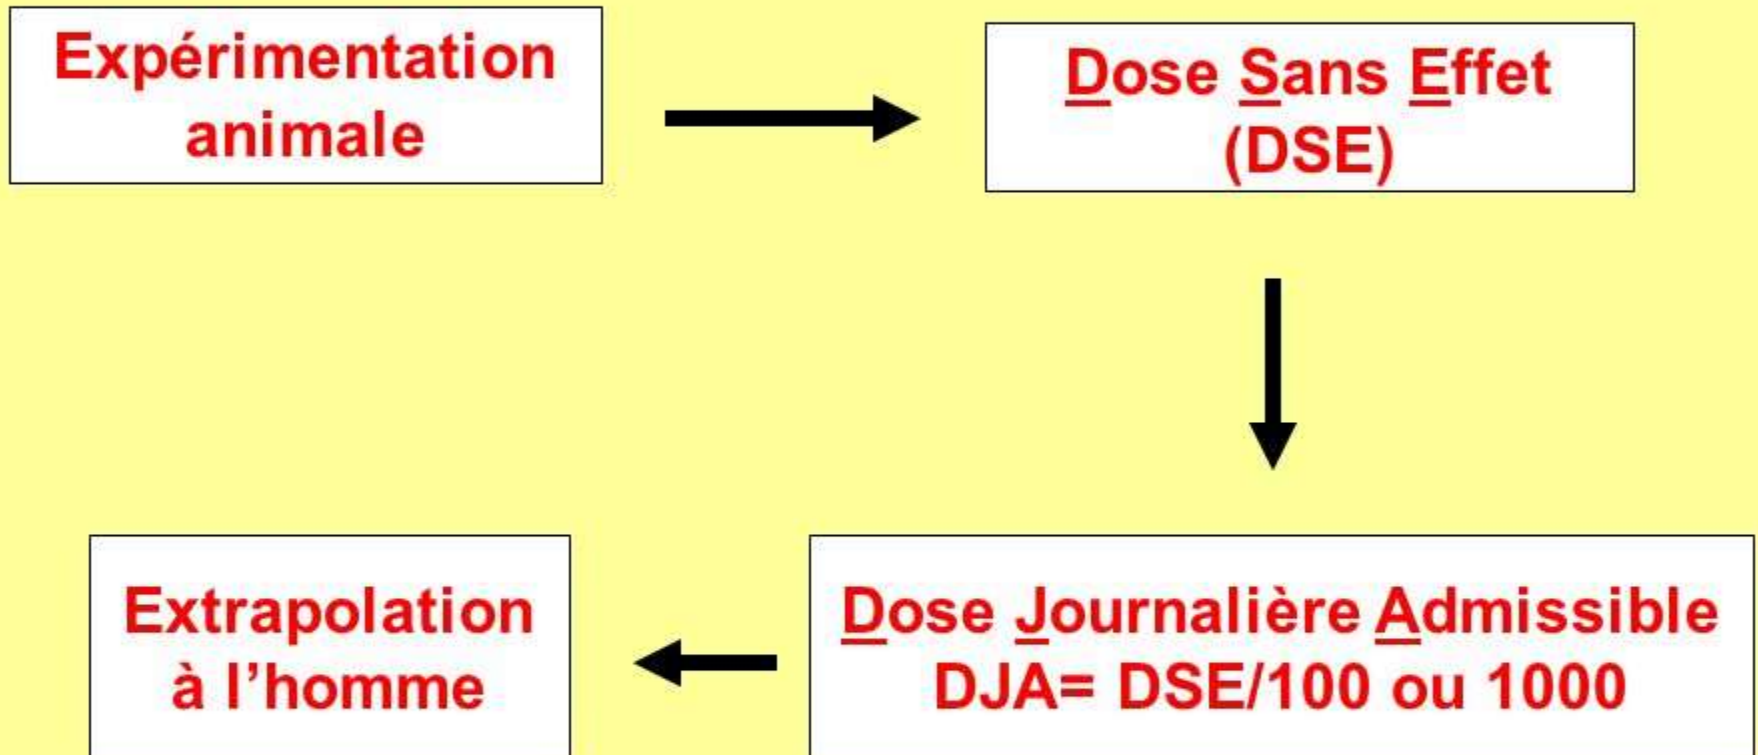 Expérimentation
animale
Dose Sans Effet
(DSE)
Extrapolation
à l’homme
Dose Journalière Admissible
DJA= DSE/100 ou 1000